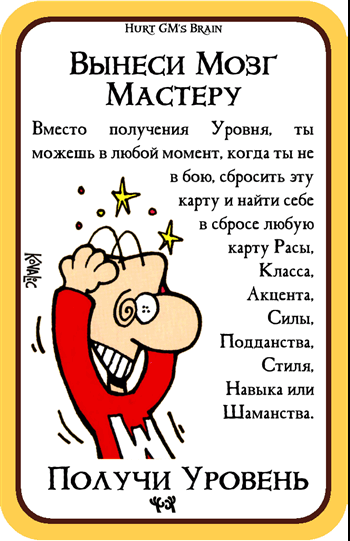 Hurt GM's Brain
Вынеси Мозг
Мастеру
Вместо получения Уровня, ты
можешь в любой момент, когда ты не
в бою, сбросить эту
карту и найти себе
в сбросе любую
карту Расы,
Класса,
Акцента,
Силы,
Подданства,
Стиля,
Навыка или
Шаманства.
Kovalic
Получи Уровень